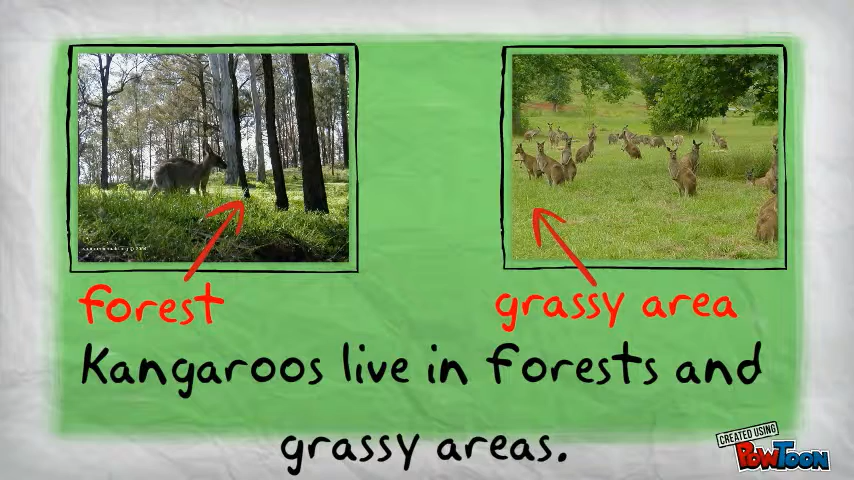 forest
grassy area
Kangaroos live in forests and
grassy areas.
CREATED USING
POWTOON